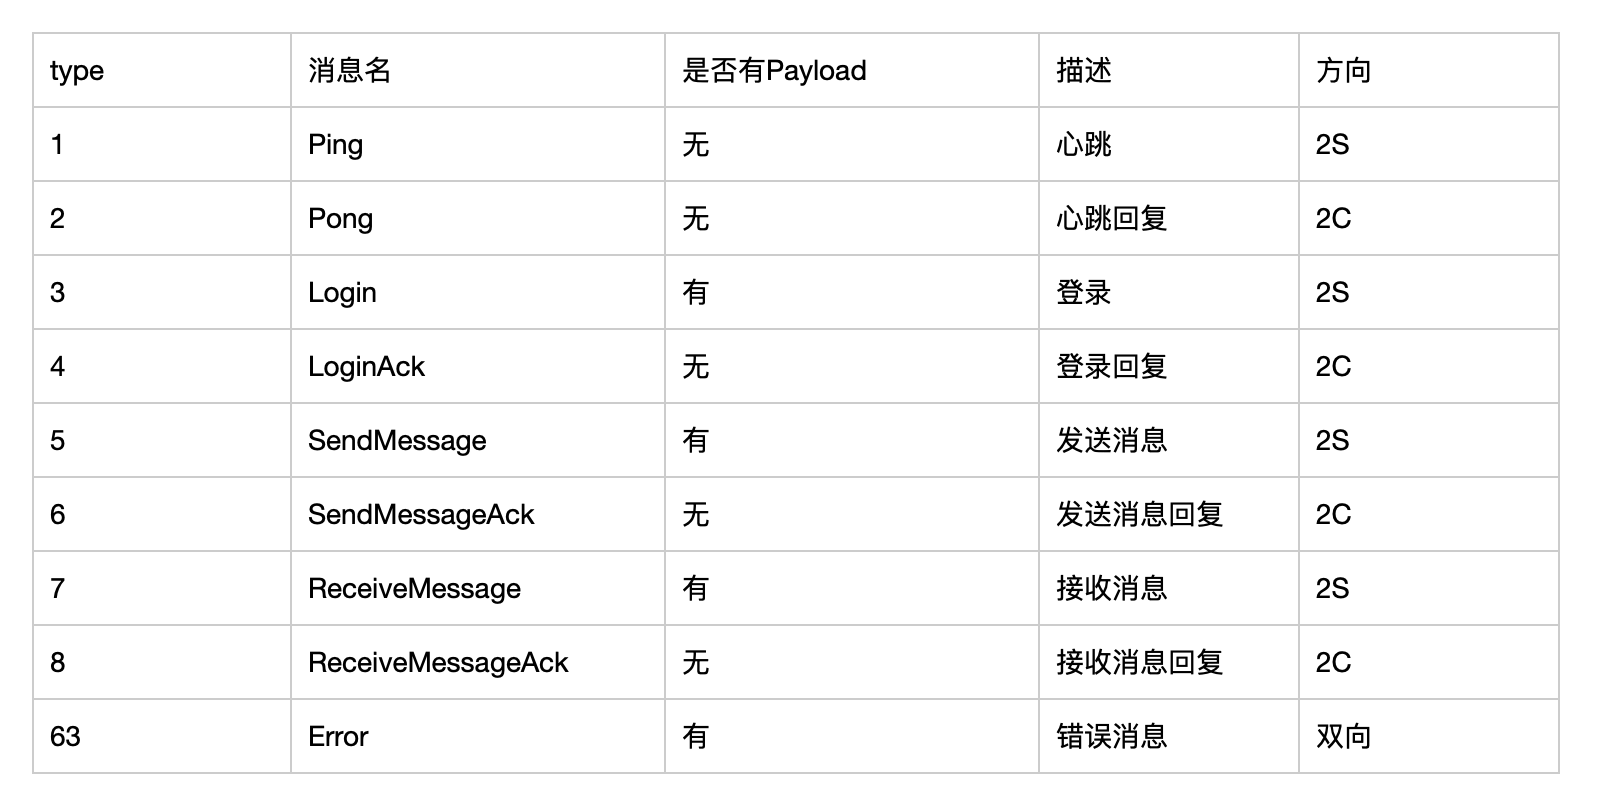 type 消息名 是否有Payload 描述 方向
1 Ping 无 心跳 2S
2 Pong 无 心跳回复 2C
3 Login 有 登录 2S
4 LoginAck 无 登录回复 2C
5 SendMessage 有 发送消息 2S
6 SendMessageAck 无 发送消息回复 2C
7 ReceiveMessage 有 接收消息 2S
8 ReceiveMessageAck 无 接收消息回复 2C
63 Error 有 错误消息 双向